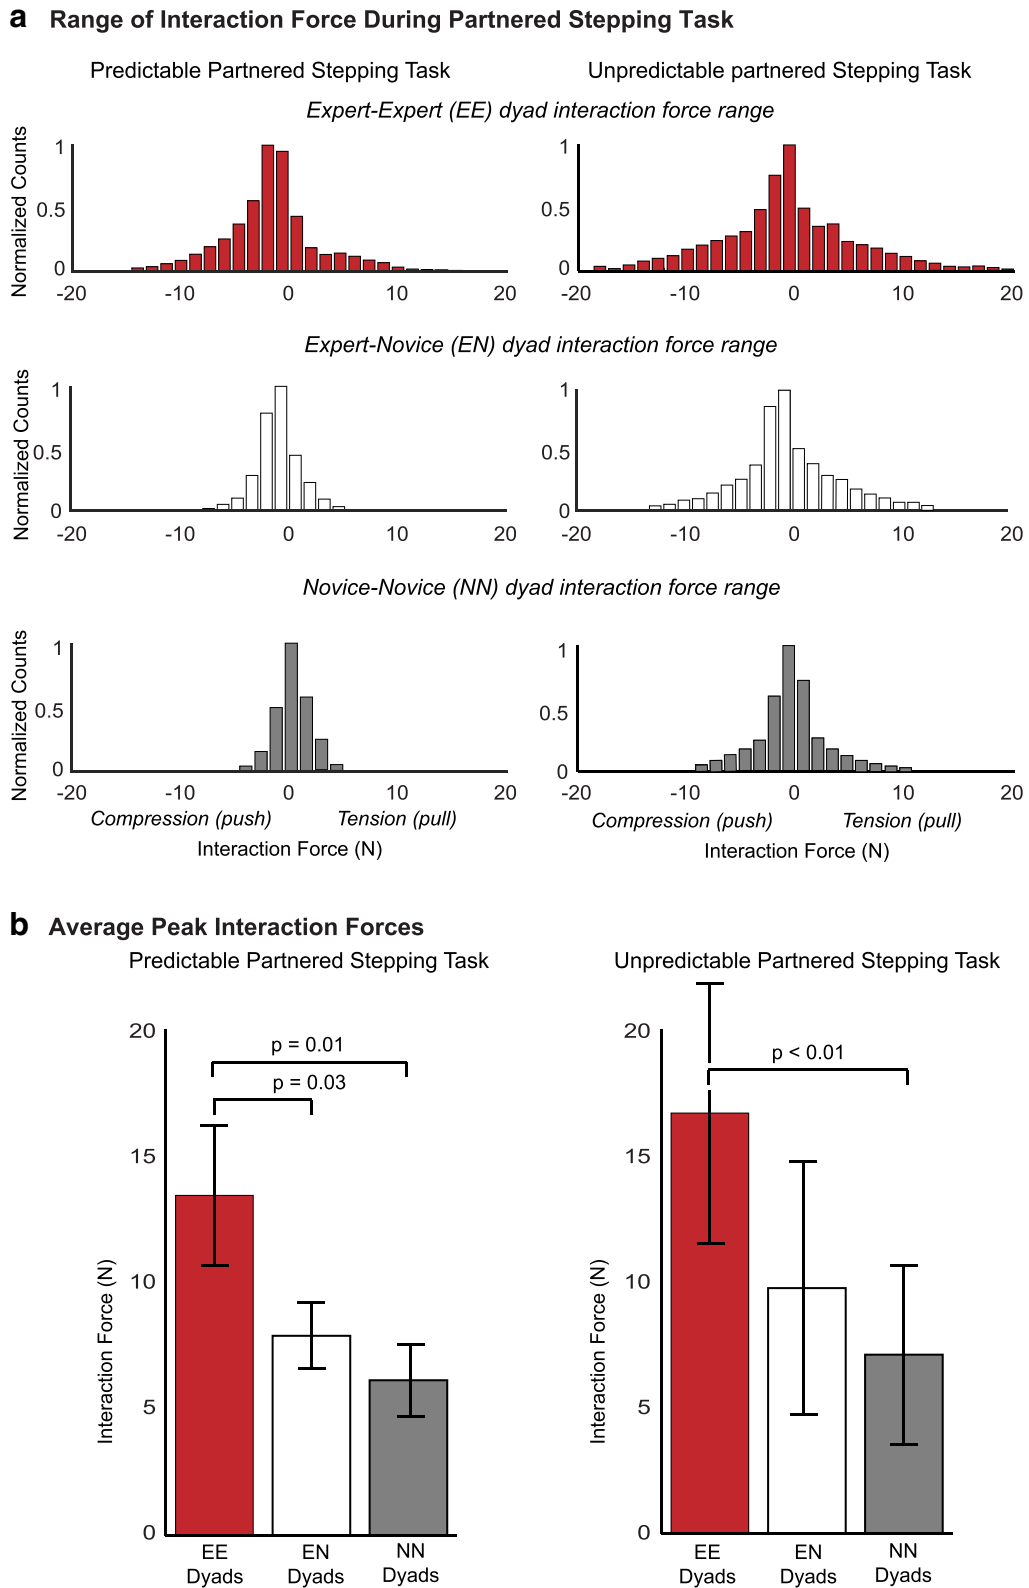 a Range of Interaction Force During Partnered Stepping Task
Predictable Partnered Stepping Task
Unpredictable partnered Stepping Task
Expert-Expert (EE) dyad interaction force range
Normalized Counts
1
0.5
0
-20 -10 0 10 20
1
0.5
0
-20 -10 0 10 20
Expert-Novice (EN) dyad interaction force range
Normalized Counts
1
0.5
0
-20 -10 0 10 20
1
0.5
0
-20 -10 0 10 20
Novice-Novice (NN) dyad interaction force range
Normalized Counts
1
0.5
0
-20 -10 0 10 20
Compression (push) Tension (pull)
Interaction Force (N)
1
0.5
0
-20 -10 0 10 20
Compression (push) Tension (pull)
Interaction Force (N)
b Average Peak Interaction Forces
Predictable Partnered Stepping Task
Interaction Force (N)
20
15
10
5
0
p = 0.01
p = 0.03
EE EN NN
Dyads Dyads Dyads
Unpredictable Partnered Stepping Task
Interaction Force (N)
20
15
10
5
0
p < 0.01
EE EN NN
Dyads Dyads Dyads